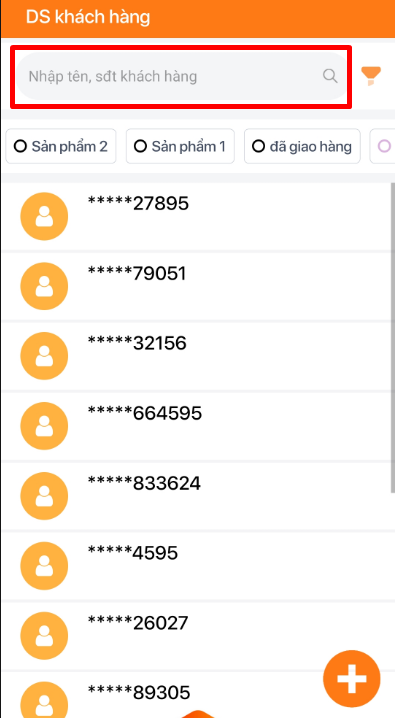 DS khách hàng
Nhập tên, sđt khách hàng
Sản phẩm 2 Sản phẩm 1 đã giao hàng
*****27895
*****79051
*****32156
*****664595
*****833624
*****4595
*****26027
*****89305